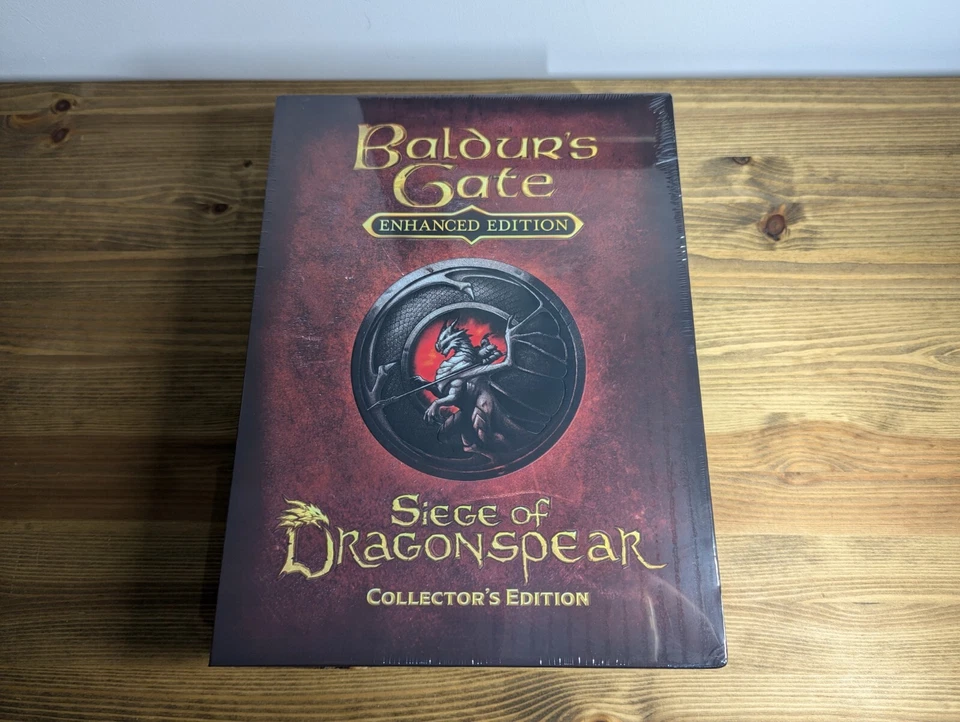 Baldur's
Gate
ENHANCED EDITION
Siege of
Dragonspear
Collector's Edition